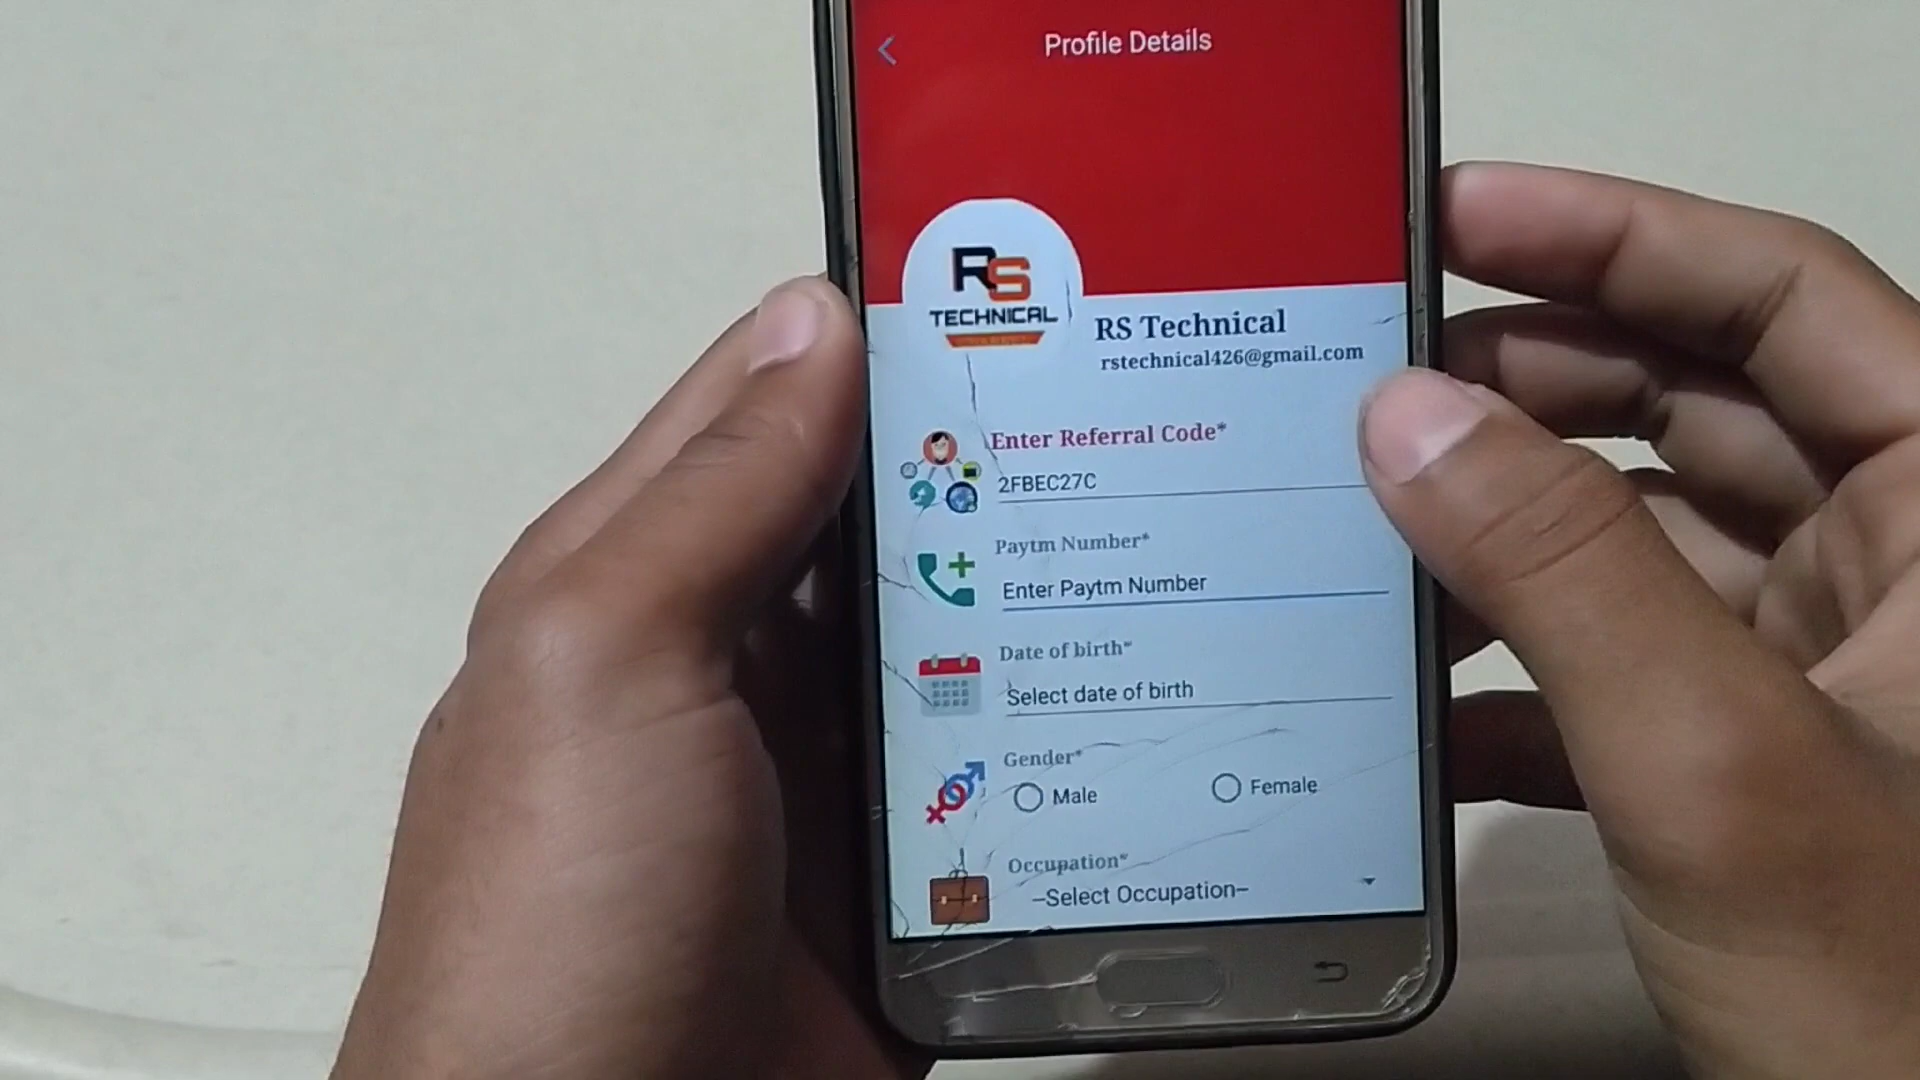 Profile Details
RS
TECHNICAL
RS Technical
rstechnical426@gmail.com
Enter Referral Code*
2FBEC27C
Paytm Number*
Enter Paytm Number
Date of birth*
Select date of birth
Gender*
Male Female
Occupation*
–Select Occupation–